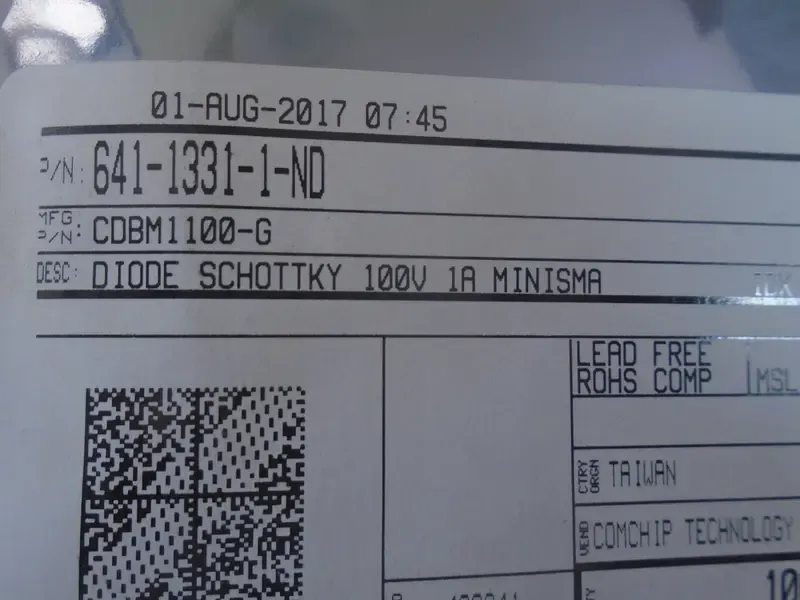 01-AUG-2017 07:45
P/N: 641-1331-1-ND
MFG P/N: CDBM1100-G
DESC: DIODE SCHOTTKY 100V 1A MINISMA
LEAD FREE
ROHS COMP MSL
CTRY ORGN TAIWAN
VEND COMCHIP TECHNOLOGY
10